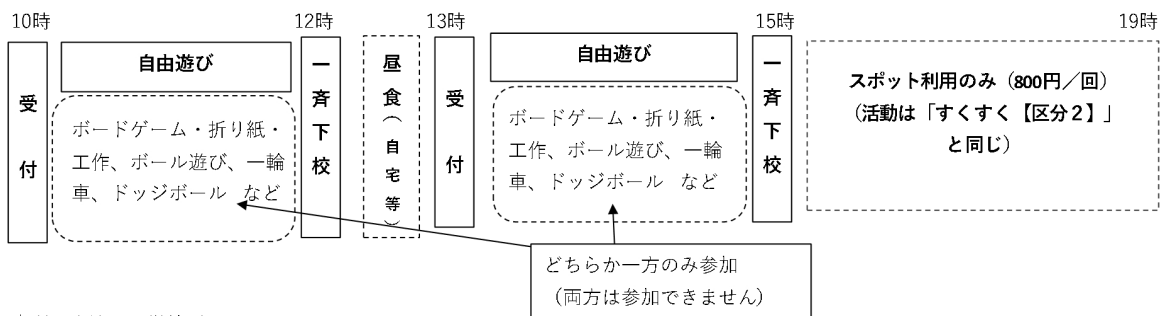 10時
12時
13時
15時
19時
受付
自由遊び
ボードゲーム・折り紙・
工作、ボール遊び、一輪
車、ドッジボール など
一斉下校
昼食(自宅等)
受付
自由遊び
ボードゲーム・折り紙・
工作、ボール遊び、一輪
車、ドッジボール など
一斉下校
スポット利用のみ（800円／回）
（活動は「すくすく【区分２】」
と同じ）
どちらか一方のみ参加
（両方は参加できません）